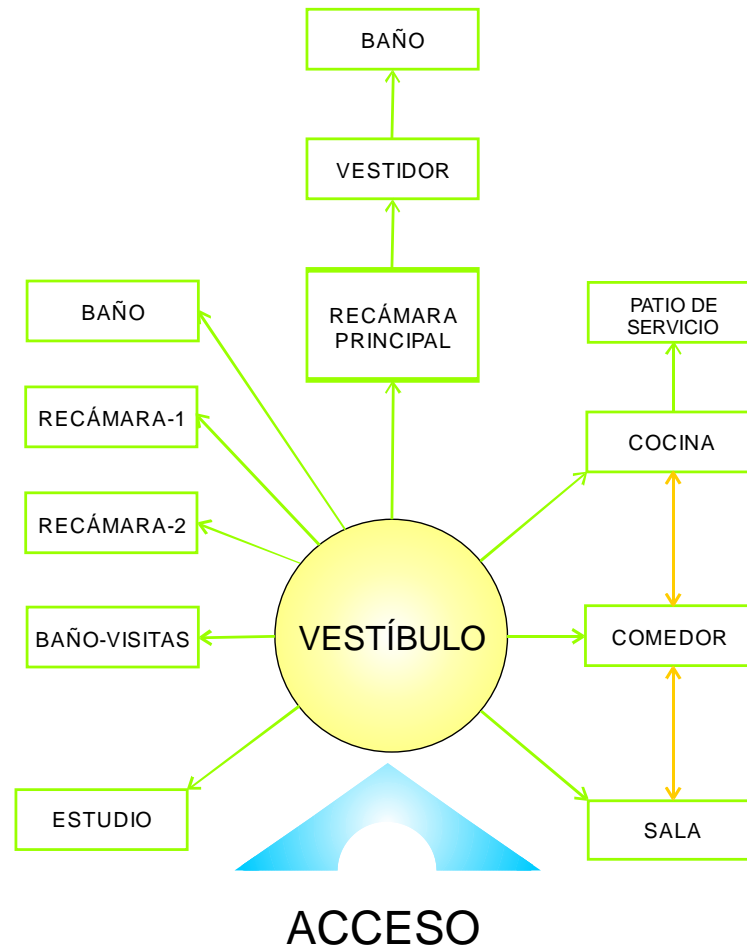 BAÑO
VESTIDOR
RECÁMARA
PRINCIPAL
BAÑO
RECÁMARA-1
RECÁMARA-2
BAÑO-VISITAS
ESTUDIO
VESTÍBULO
PATIO DE
SERVICIO
COCINA
COMEDOR
SALA
ACCESO